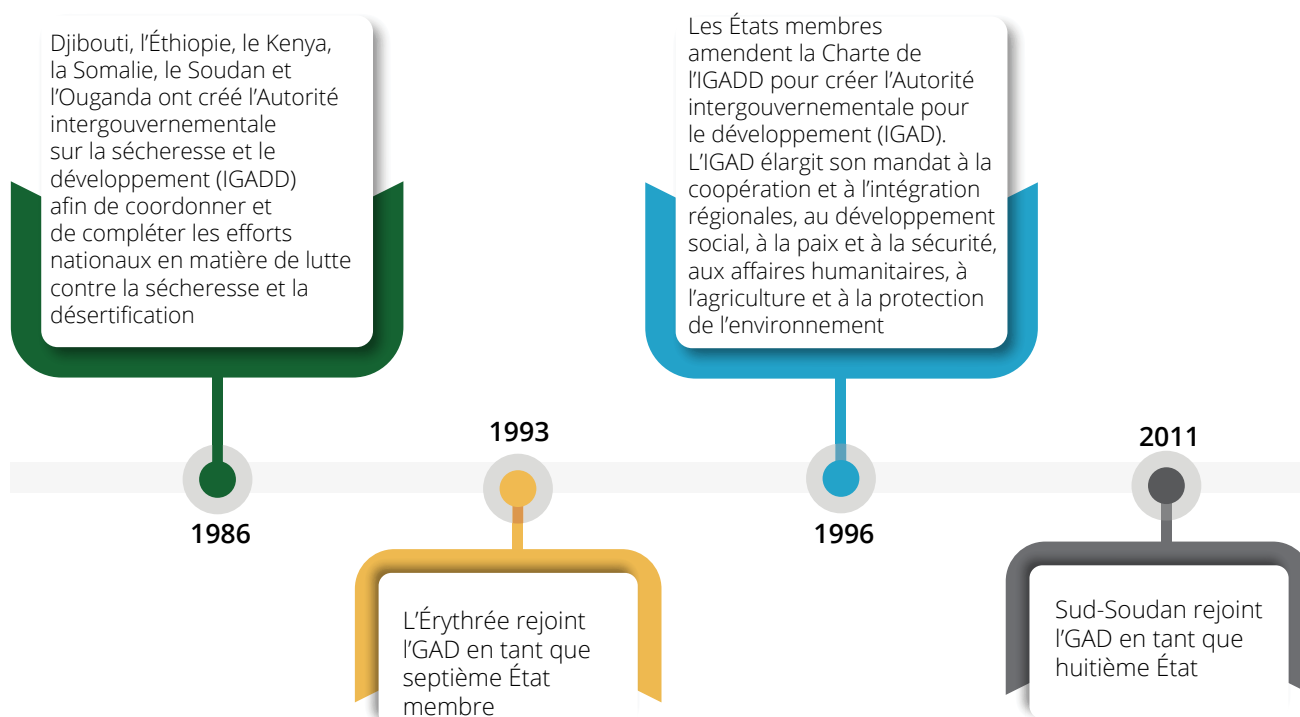 Djibouti, l'Éthiopie, le Kenya,
la Somalie, le Soudan et
l'Ouganda ont créé l'Autorité
intergouvernementale
sur la sécheresse et le
développement (IGADD)
afin de coordonner et
de compléter les efforts
nationaux en matière de lutte
contre la sécheresse et la
désertification
1986
1993
L'Érythrée rejoint
l'GAD en tant que
septième État
membre
Les États membres
amendent la Charte de
l'IGADD pour créer l'Autorité
intergouvernementale pour
le développement (IGAD).
L'IGAD élargit son mandat à la
coopération et à l'intégration
régionales, au développement
social, à la paix et à la sécurité,
aux affaires humanitaires, à
l'agriculture et à la protection
de l'environnement
1996
2011
Sud-Soudan rejoint
l'GAD en tant que
huitième État